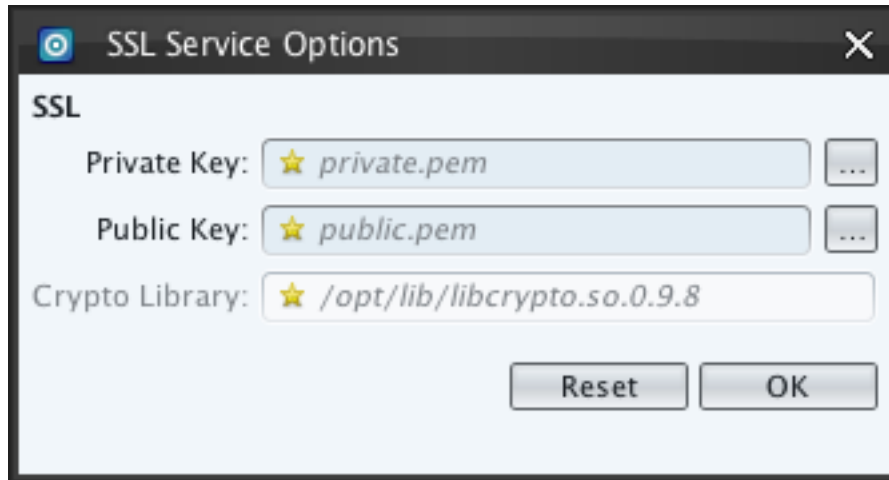 SSL Service Options
SSL
Private Key: private.pem ...
Public Key: public.pem ...
Crypto Library: /opt/lib/libcrypto.so.0.9.8
Reset OK